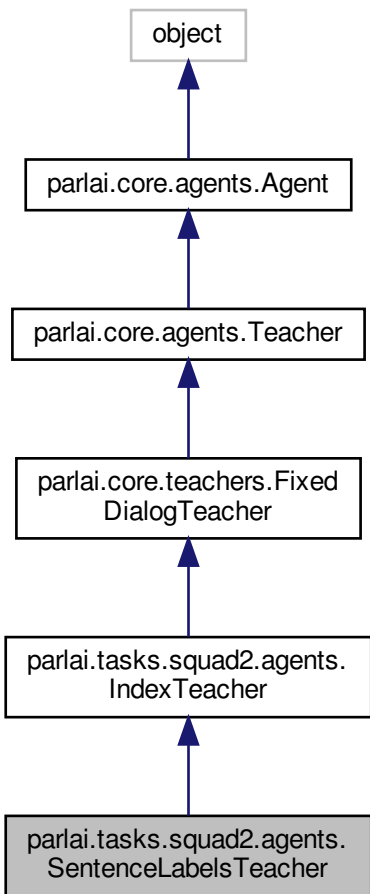 object
parlai.core.agents.Agent
parlai.core.agents.Teacher
parlai.core.teachers.Fixed
DialogTeacher
parlai.tasks.squad2.agents.
IndexTeacher
parlai.tasks.squad2.agents.
SentenceLabelsTeacher